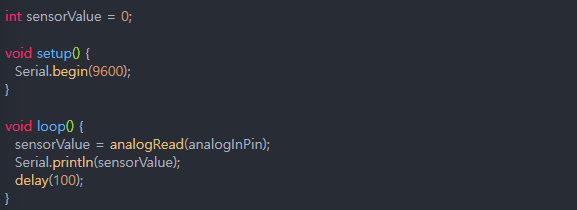 int sensorValue = 0;
void setup() {
Serial.begin(9600);
}
void loop() {
sensorValue = analogRead(analogInPin);
Serial.println(sensorValue);
delay(100);
}